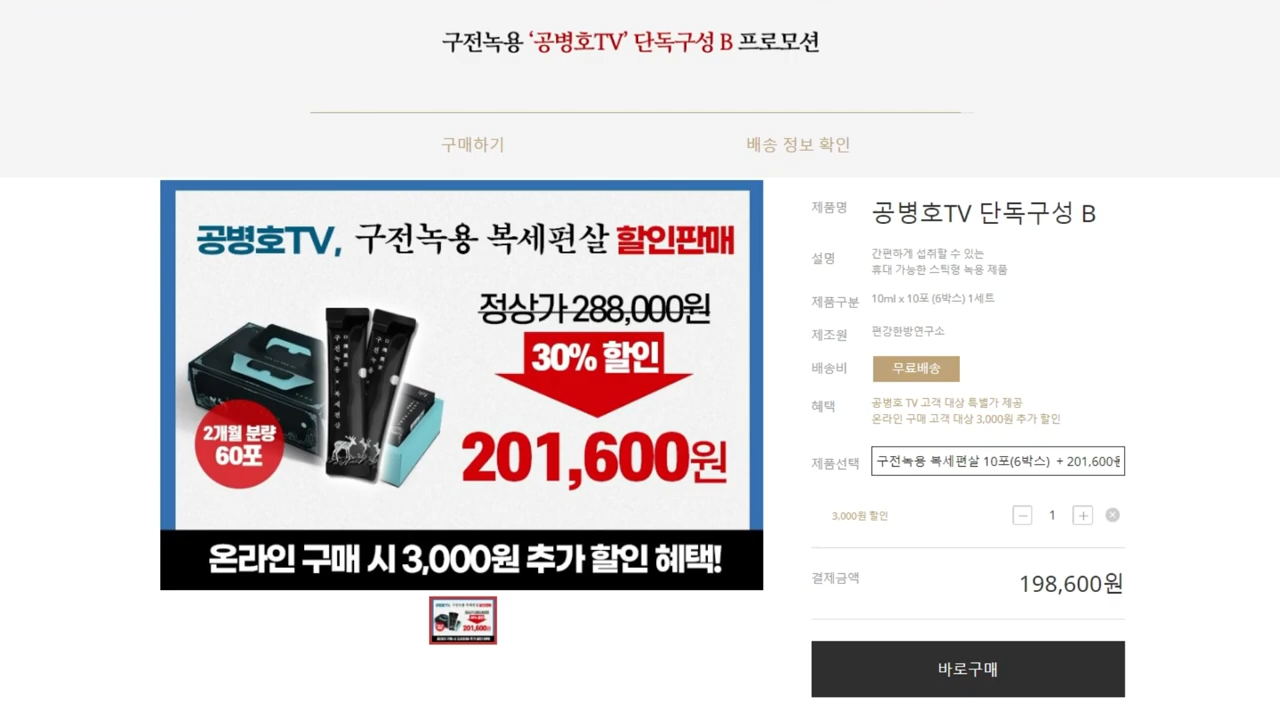 구전녹용 ‘공병호TV’ 단독구성 B 프로모션
구매하기
배송 정보 확인
공병호TV, 구전녹용 복세편살 할인판매
정상가 288,000원
30% 할인
201,600원
2개월 분량
60포
구전녹용 × 복세편살
온라인 구매 시 3,000원 추가 할인 혜택!
제품명 공병호TV 단독구성 B
설명 간편하게 섭취할 수 있는
휴대 가능한 스틱형 녹용 제품
제품구분 10ml x 10포 (6박스) 1세트
제조원 편강한방연구소
배송비 무료배송
혜택 공병호 TV 고객 대상 특별가 제공
온라인 구매 고객 대상 3,000원 추가 할인
제품선택 구전녹용 복세편살 10포(6박스) + 201,600
3,000원 할인 1
결제금액 198,600원
바로구매